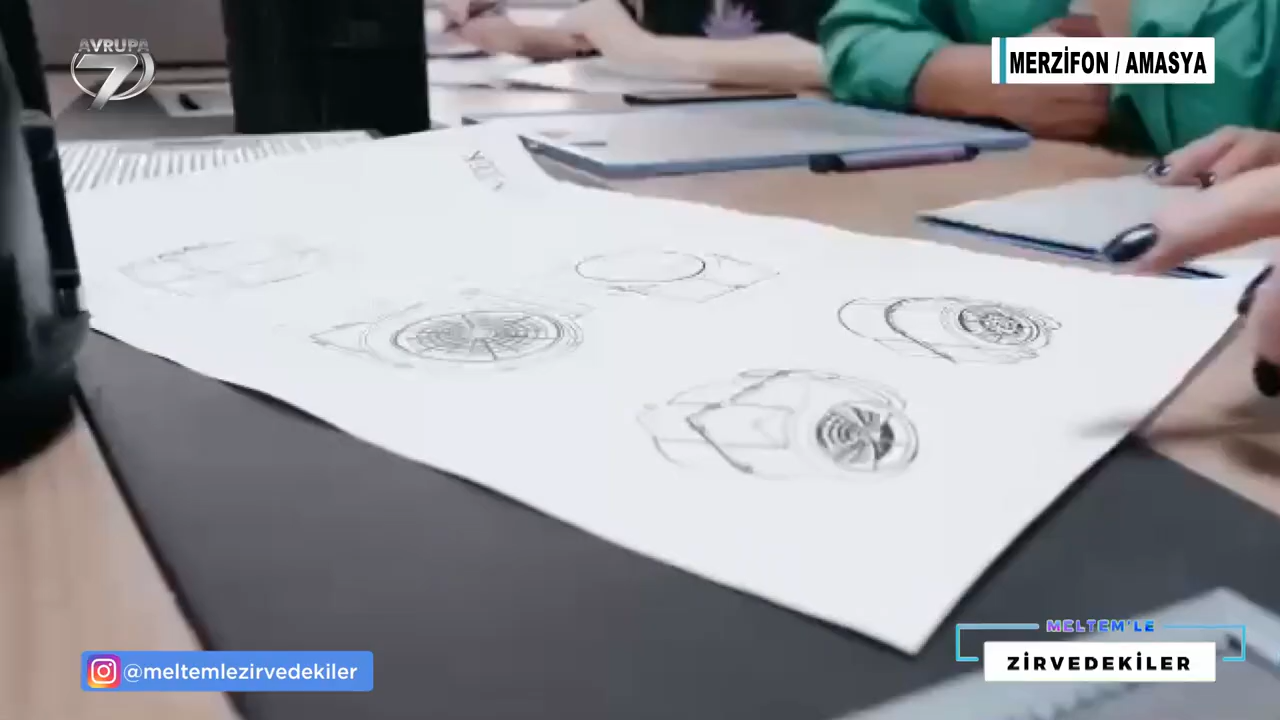 AVRUPA
7
MERZİFON / AMASYA
@meltemlezirvedekiler
MELTEM'LE
ZİRVEDEKİLER